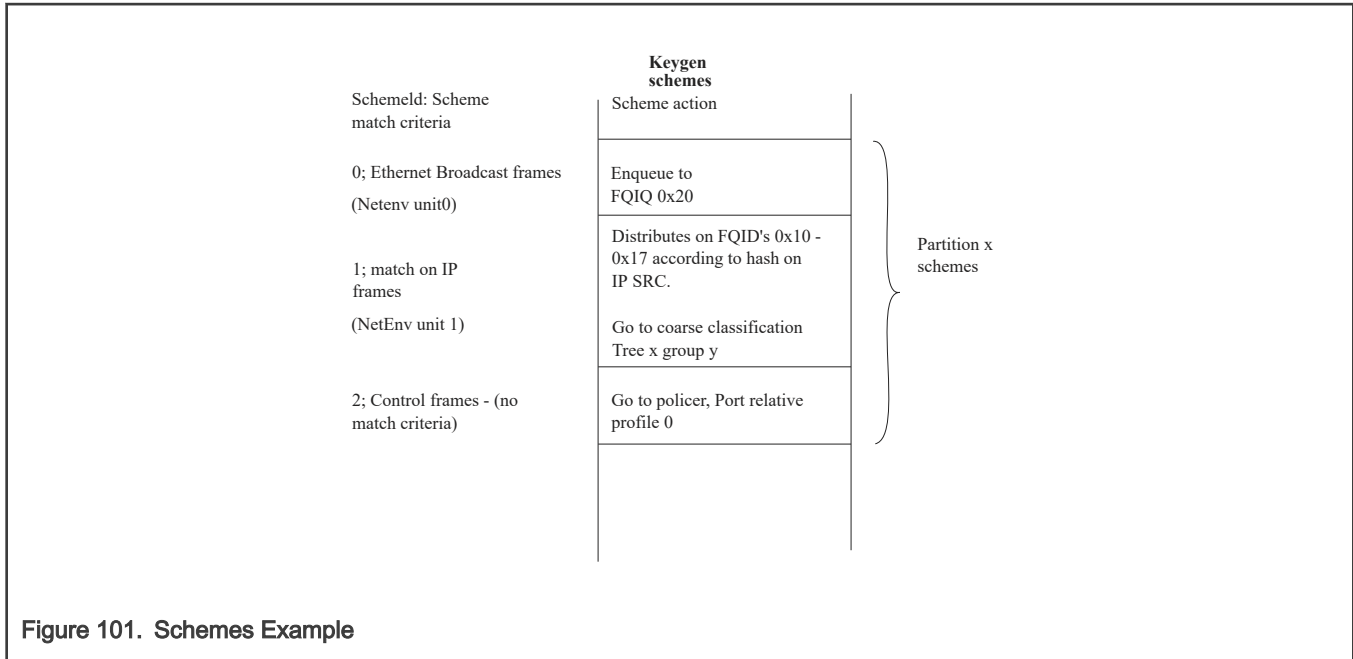 Keygen
schemes
SchemeId: Scheme
match criteria
Scheme action
0; Ethernet Broadcast frames
(Netenv unit0)
Enqueue to
FQIQ 0x20
1; match on IP
frames
(NetEnv unit 1)
Distributes on FQID's 0x10 -
0x17 according to hash on
IP SRC.
Go to coarse classification
Tree x group y
2; Control frames - (no
match criteria)
Go to policer, Port relative
profile 0
Partition x
schemes
Figure 101. Schemes Example